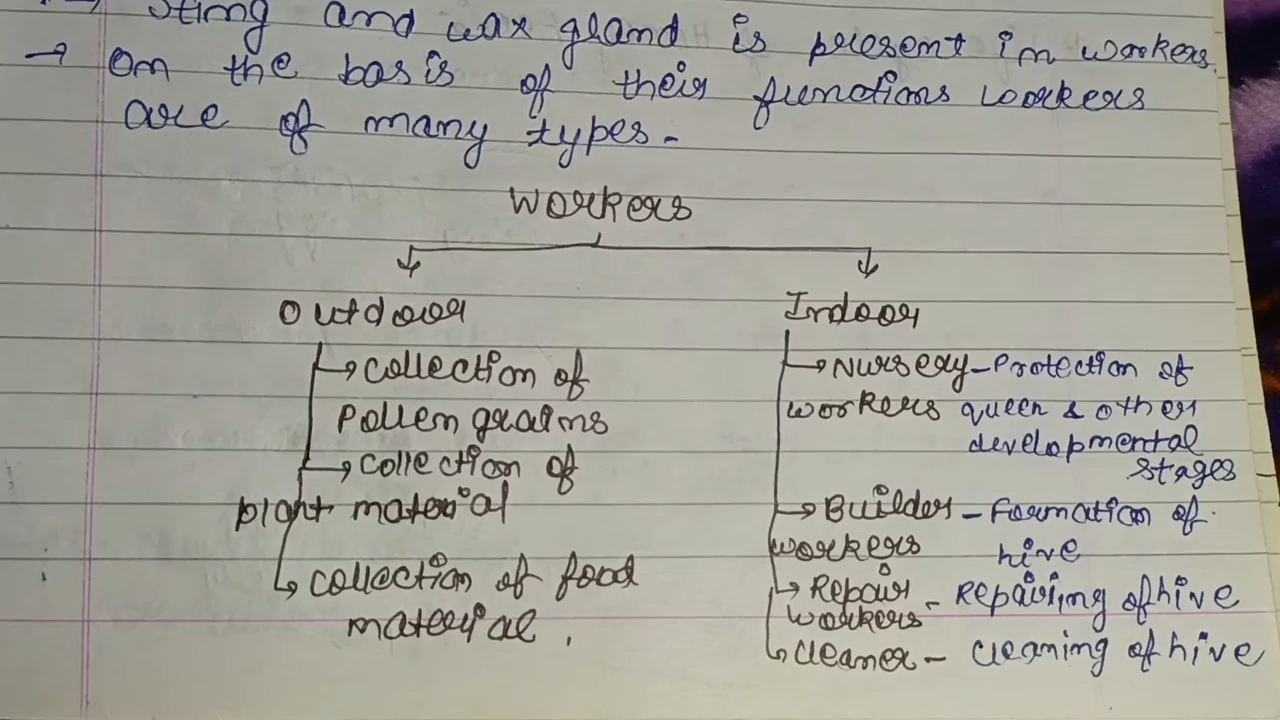 → Sting and wax gland is present in workers.
→ On the basis of their functions workers
are of many types-
Workers
Outdoor
→ collection of
Pollen grains
→ collection of
plant material
→ collection of food
material.
Indoor
→ Nursery workers - Protection of
queen & other
developmental
stages
→ Builder workers - Formation of
hive
→ Repair workers - Repairing of hive
→ cleaner - cleaning of hive